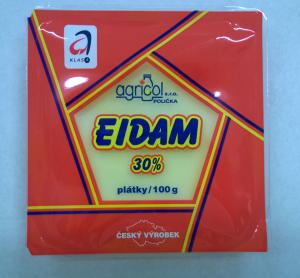 KLASA
agricol s.r.o.
POLIČKA
EIDAM
30%
plátky/100 g
ČESKÝ VÝROBEK